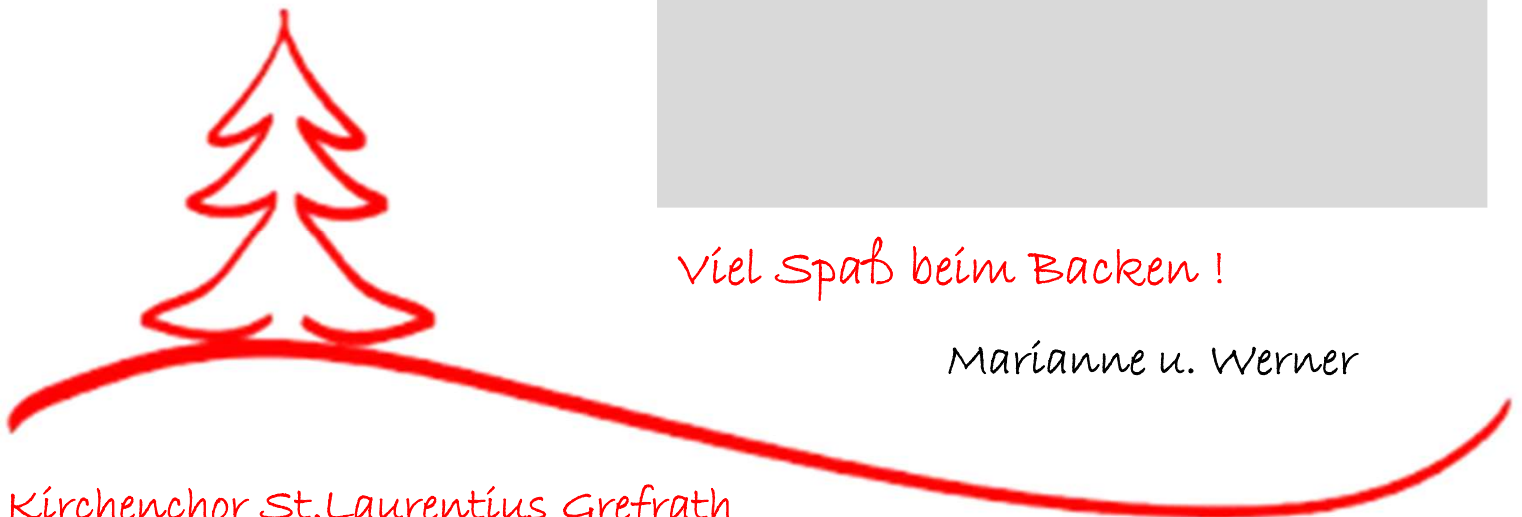 Viel Spaß beim Backen !
Marianne u. Werner
Kirchenchor St.Laurentius Grefrath